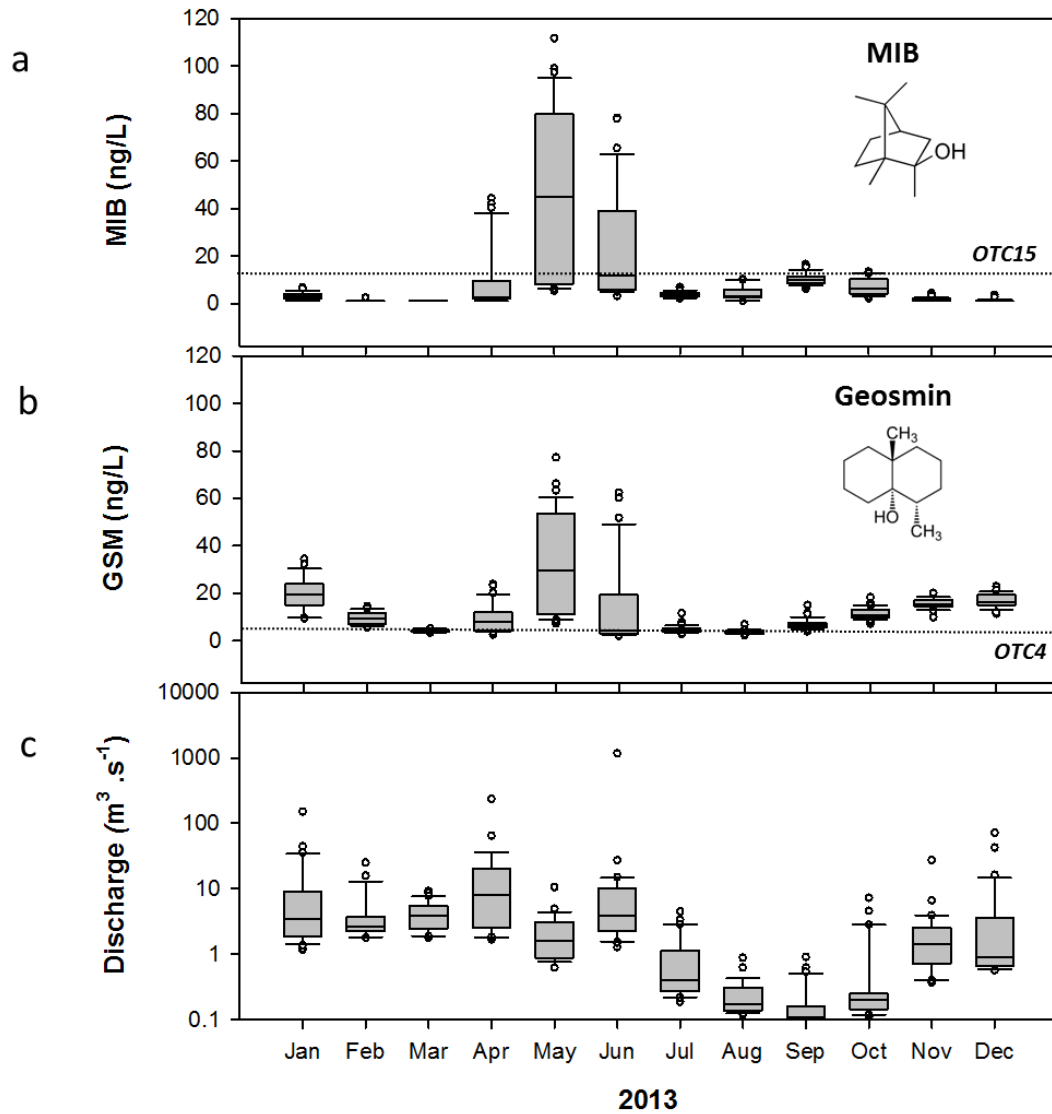 a
MIB (ng/L)
120
100
80
60
40
20
0
MIB
OH
OTC15
b
GSM (ng/L)
120
100
80
60
40
20
0
Geosmin
CH₃
HO
CH₃
OTC4
c
Discharge (m³ .s⁻¹)
10000
1000
100
10
1
0.1
Jan Feb Mar Apr May Jun Jul Aug Sep Oct Nov Dec
2013